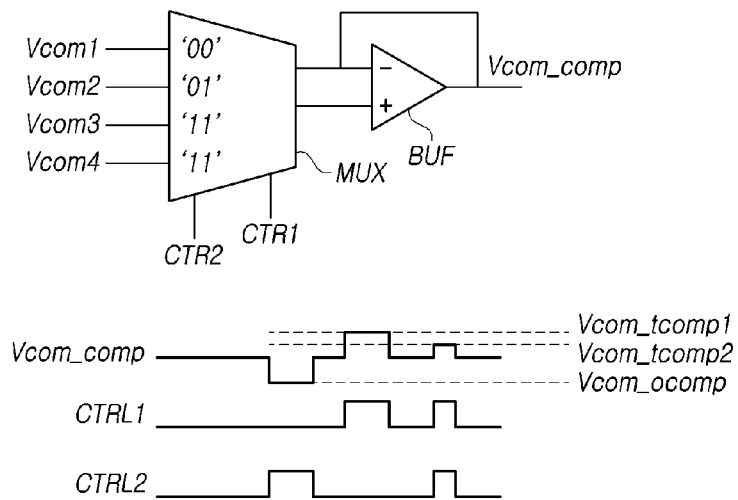 Vcom1 '00'
Vcom2 '01'
Vcom3 '11'
Vcom4 '11'
− +
Vcom_comp
BUF
MUX
CTR1
CTR2
Vcom_tcomp1
Vcom_comp Vcom_tcomp2
Vcom_ocomp
CTRL1
CTRL2